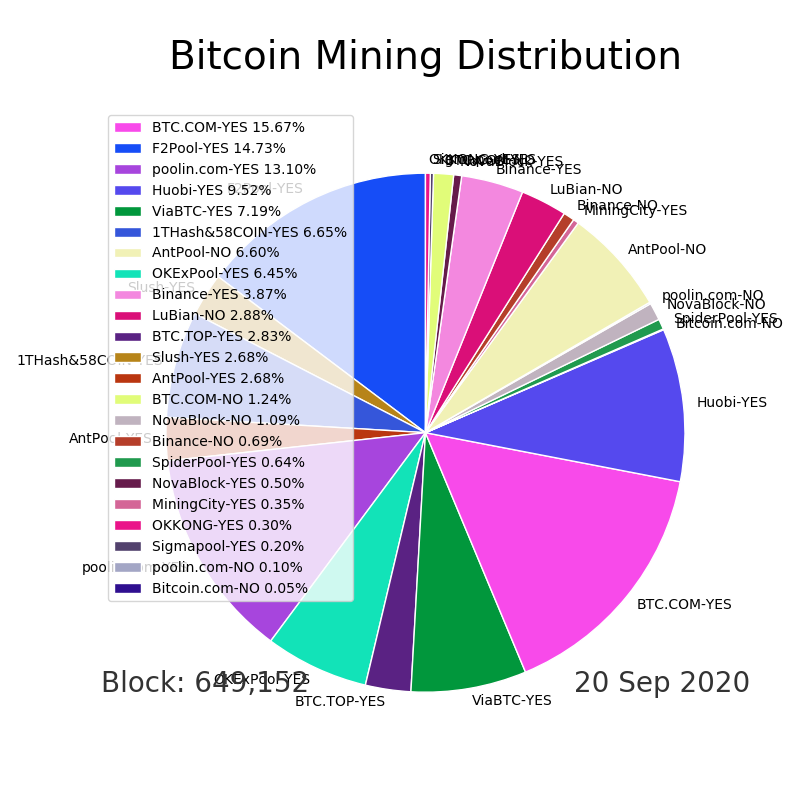 Bitcoin Mining Distribution
BTC.COM-YES 15.67%
F2Pool-YES 14.73%
poolin.com-YES 13.10%
Huobi-YES 9.52%
ViaBTC-YES 7.19%
1THash&58COIN-YES 6.65%
AntPool-NO 6.60%
OKExPool-YES 6.45%
Binance-YES 3.87%
LuBian-NO 2.88%
BTC.TOP-YES 2.83%
Slush-YES 2.68%
AntPool-YES 2.68%
BTC.COM-NO 1.24%
NovaBlock-NO 1.09%
Binance-NO 0.69%
SpiderPool-YES 0.64%
NovaBlock-YES 0.50%
MiningCity-YES 0.35%
OKKONG-YES 0.30%
Sigmapool-YES 0.20%
poolin.com-NO 0.10%
Bitcoin.com-NO 0.05%
Binance-YES
LuBian-NO
Binance-NO
MiningCity-YES
AntPool-NO
poolin.com-NO
NovaBlock-NO
SpiderPool-YES
Bitcoin.com-NO
Huobi-YES
BTC.COM-YES
ViaBTC-YES
BTC.TOP-YES
OKExPool-YES
AntPool-YES
1THash&58COIN-YES
Slush-YES
Block: 649,152
20 Sep 2020